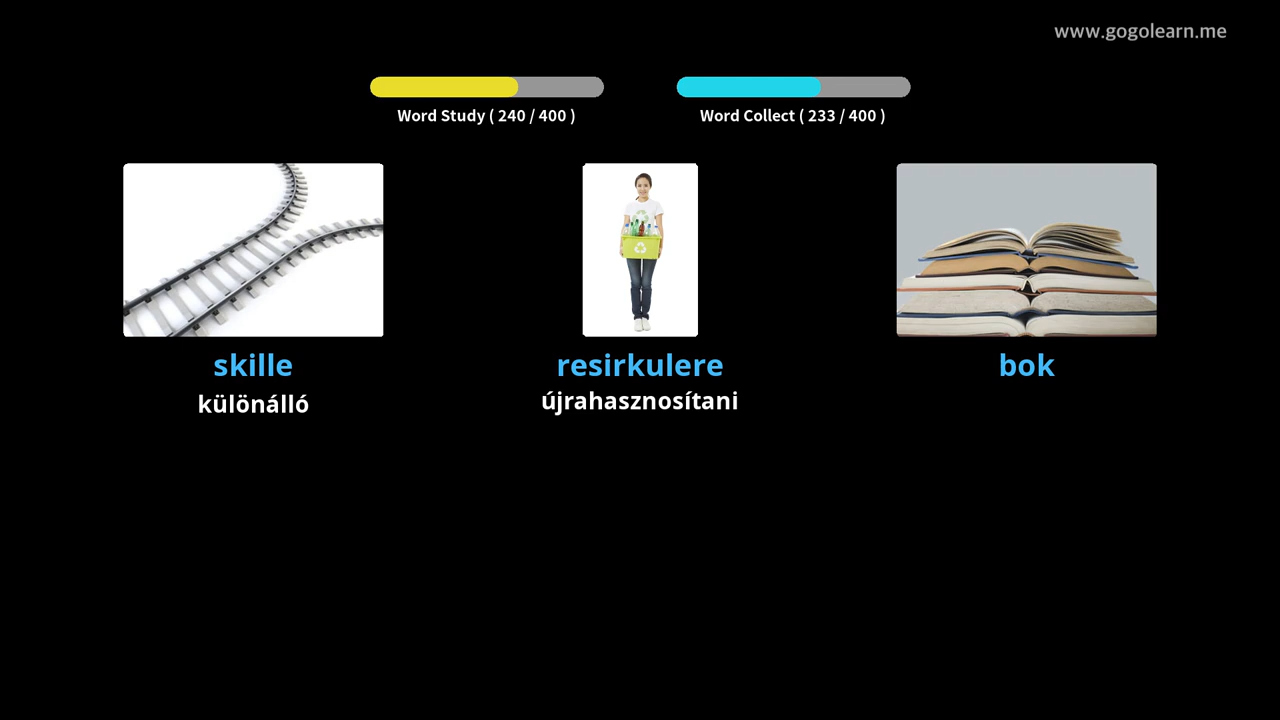 www.gogolearn.me
Word Study ( 240 / 400 )
Word Collect ( 233 / 400 )
skille
resirkulere
bok
különálló
újrahasznosítani